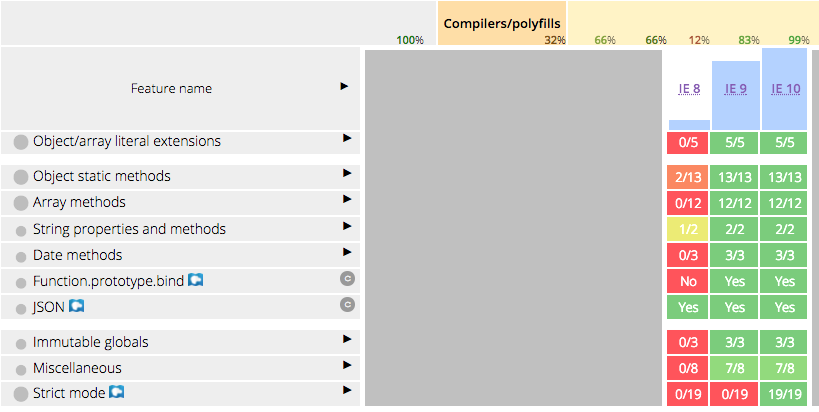 Compilers/polyfills
100% 32% 66% 66% 12% 83% 99%
Feature name ► IE 8 IE 9 IE 10
Object/array literal extensions ► 0/5 5/5 5/5
Object static methods ► 2/13 13/13 13/13
Array methods ► 0/12 12/12 12/12
String properties and methods ► 1/2 2/2 2/2
Date methods ► 0/3 3/3 3/3
Function.prototype.bind c No Yes Yes
JSON c Yes Yes Yes
Immutable globals ► 0/3 3/3 3/3
Miscellaneous ► 0/8 7/8 7/8
Strict mode ► 0/19 0/19 19/19